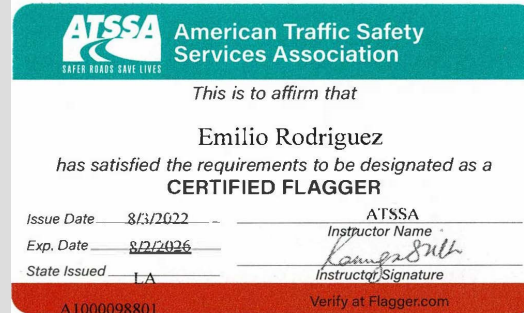 ATSSA
SAFER ROADS SAVE LIVES
American Traffic Safety
Services Association
This is to affirm that
Emilio Rodriguez
has satisfied the requirements to be designated as a
CERTIFIED FLAGGER
Issue Date 8/3/2022
ATSSA
Instructor Name
Exp. Date 8/2/2026
State Issued LA
Instructor Signature
A1000098801
Verify at Flagger.com